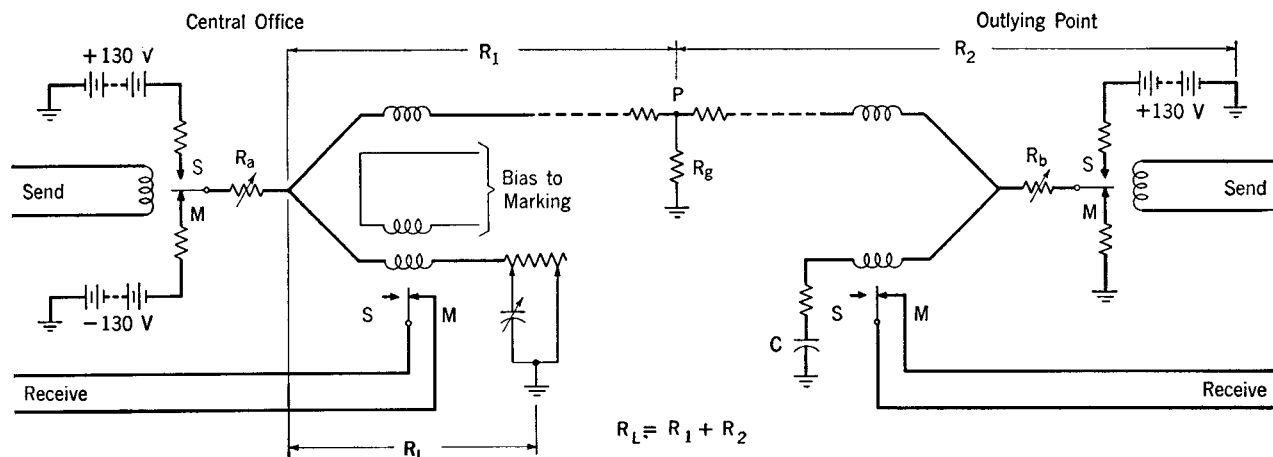 Central Office
Outlying Point
R1
R2
+130 V
+130 V
P
S
Ra
Rb
S
Send
Bias to
Marking
Rg
Send
M
M
−130 V
S
M
S
M
C
Receive
Receive
RL = R1 + R2